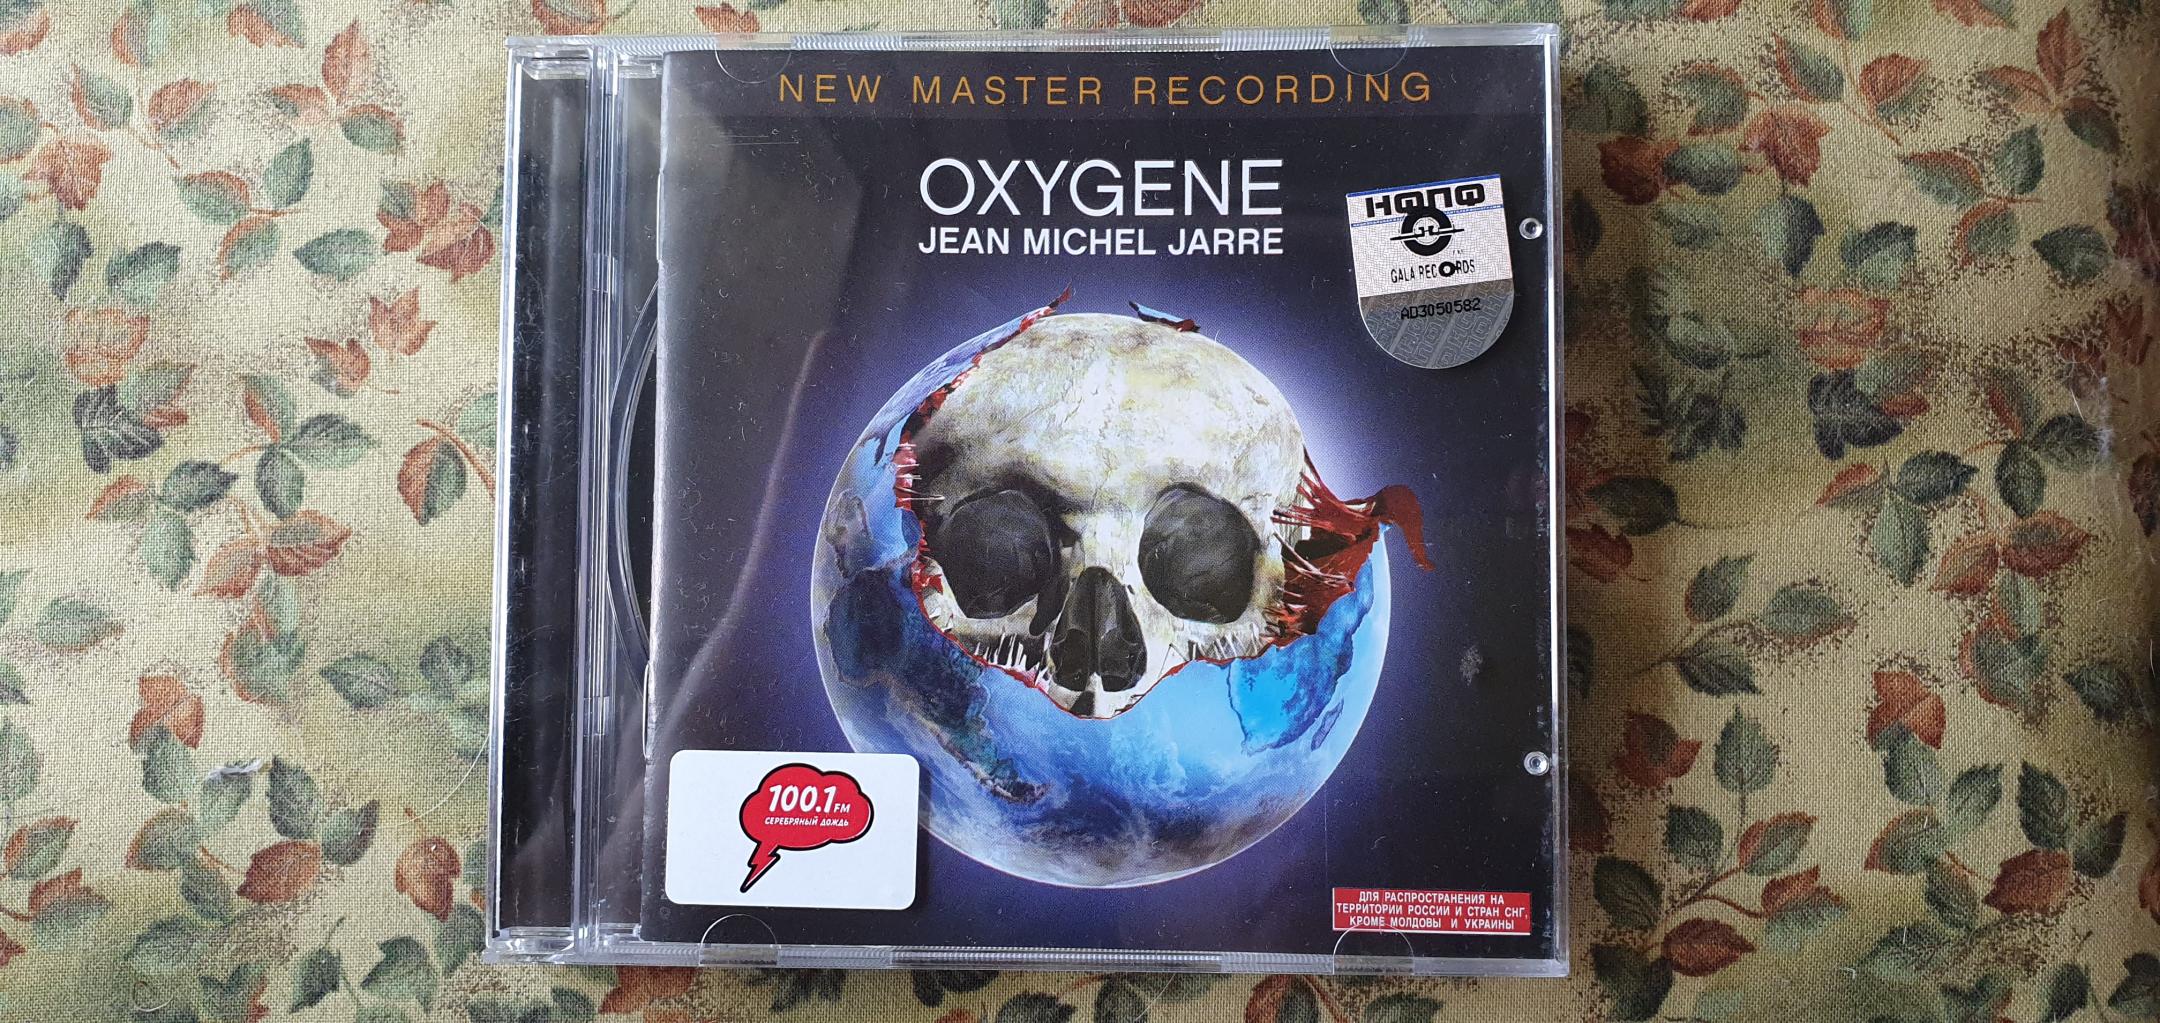 NEW MASTER RECORDING
OXYGENE
JEAN MICHEL JARRE
НФПФ
GALA RECORDS
AD3050582
100.1 FM
СЕРЕБРЯНЫЙ ДОЖДЬ
ДЛЯ РАСПРОСТРАНЕНИЯ НА
ТЕРРИТОРИИ РОССИИ И СТРАН СНГ,
КРОМЕ МОЛДОВЫ И УКРАИНЫ